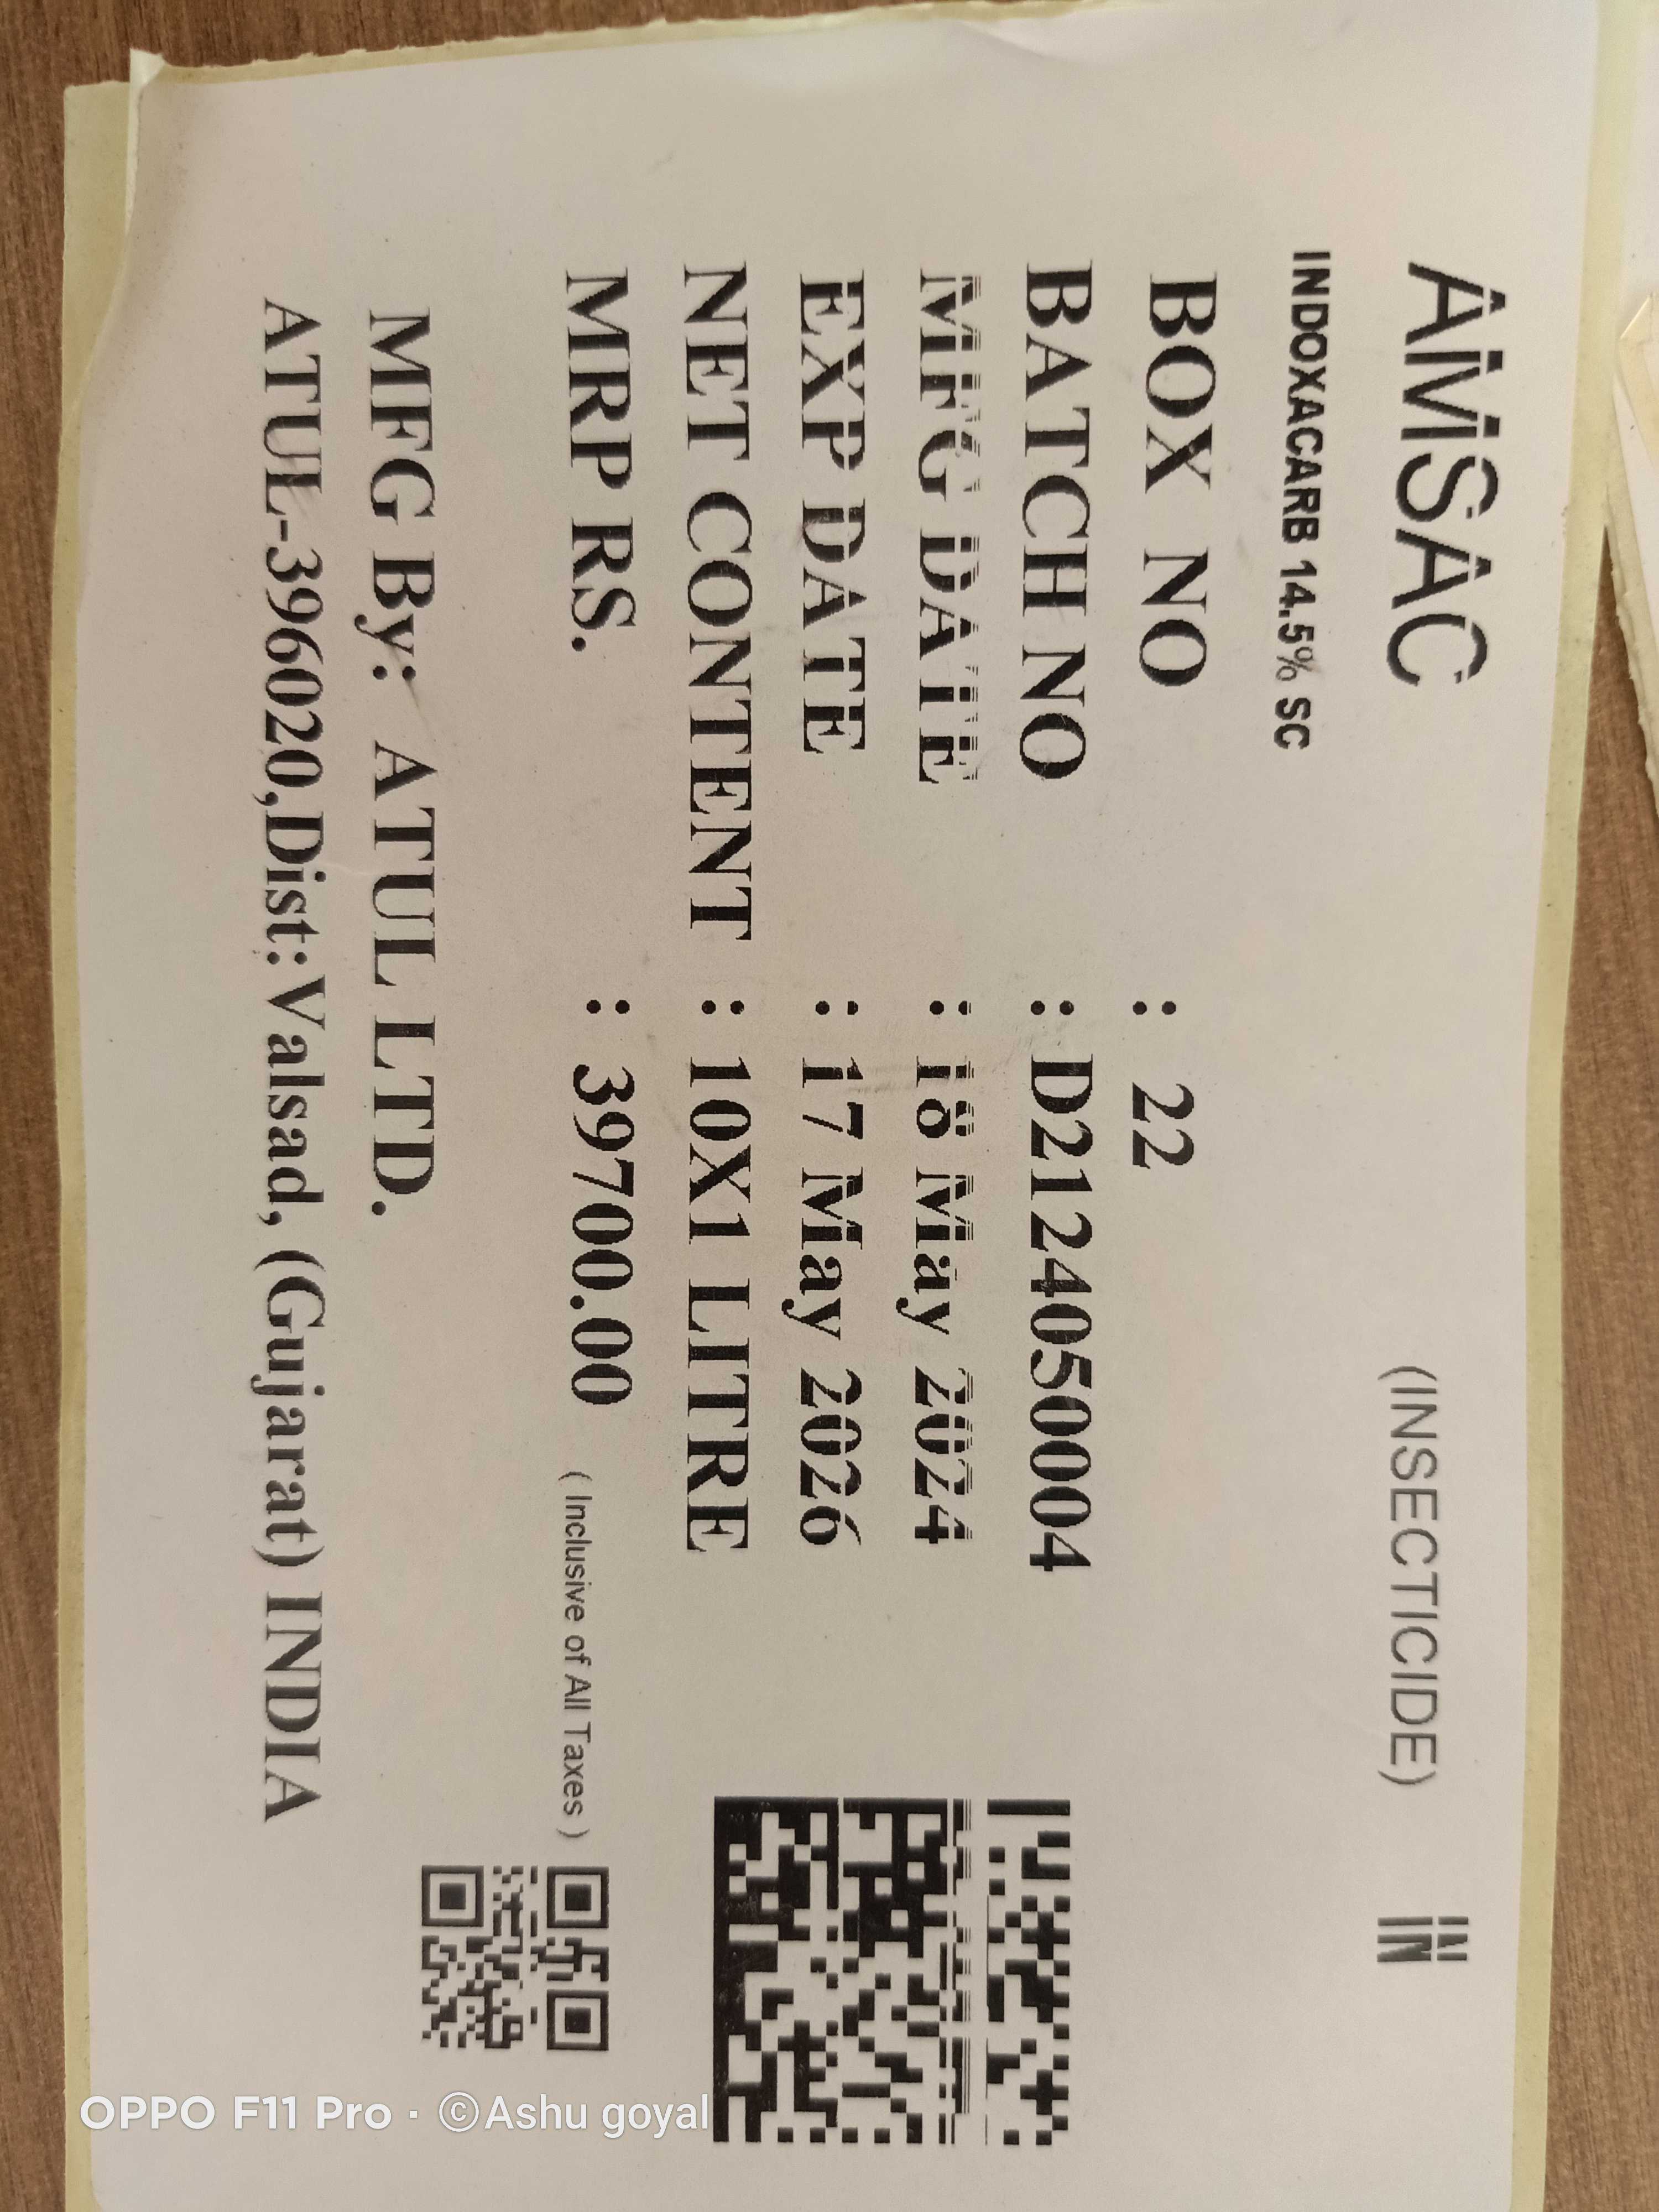 AMSAC (INSECTICIDE) IN
INDOXACARB 14.5% SC
BOX NO : 22
BATCH NO : D212405004
MFG DATE : 18 May 2024
EXP DATE : 17 May 2026
NET CONTENT : 10X1 LITRE
MRP RS. : 39700.00 ( Inclusive of All Taxes )
MFG By: ATUL LTD.
ATUL-396020,Dist:Valsad, (Gujarat) INDIA
OPPO F11 Pro · ©Ashu goyal